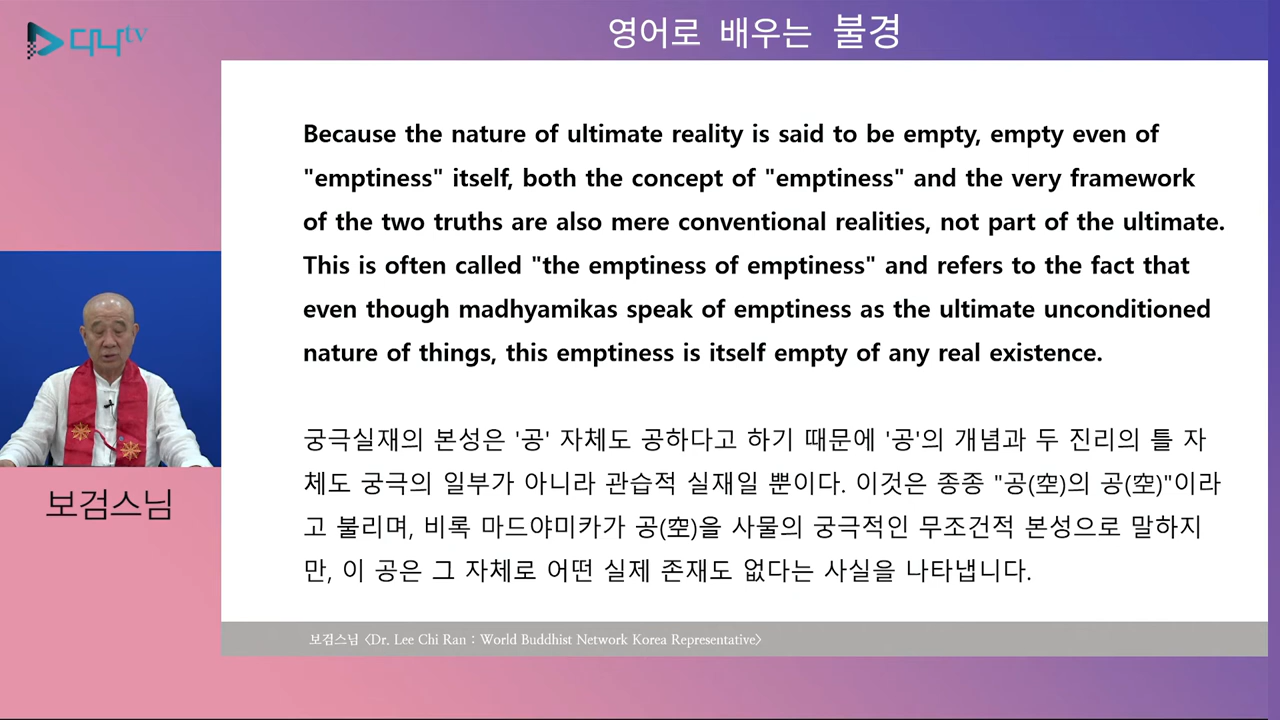 다나tv
영어로 배우는 불경
Because the nature of ultimate reality is said to be empty, empty even of
"emptiness" itself, both the concept of "emptiness" and the very framework
of the two truths are also mere conventional realities, not part of the ultimate.
This is often called "the emptiness of emptiness" and refers to the fact that
even though madhyamikas speak of emptiness as the ultimate unconditioned
nature of things, this emptiness is itself empty of any real existence.
궁극실재의 본성은 '공' 자체도 공하다고 하기 때문에 '공'의 개념과 두 진리의 틀 자
체도 궁극의 일부가 아니라 관습적 실재일 뿐이다. 이것은 종종 "공(空)의 공(空)"이라
고 불리며, 비록 마드야미카가 공(空)을 사물의 궁극적인 무조건적 본성으로 말하지
만, 이 공은 그 자체로 어떤 실제 존재도 없다는 사실을 나타냅니다.
보검스님
보검스님 <Dr. Lee Chi Ran : World Buddhist Network Korea Representative>